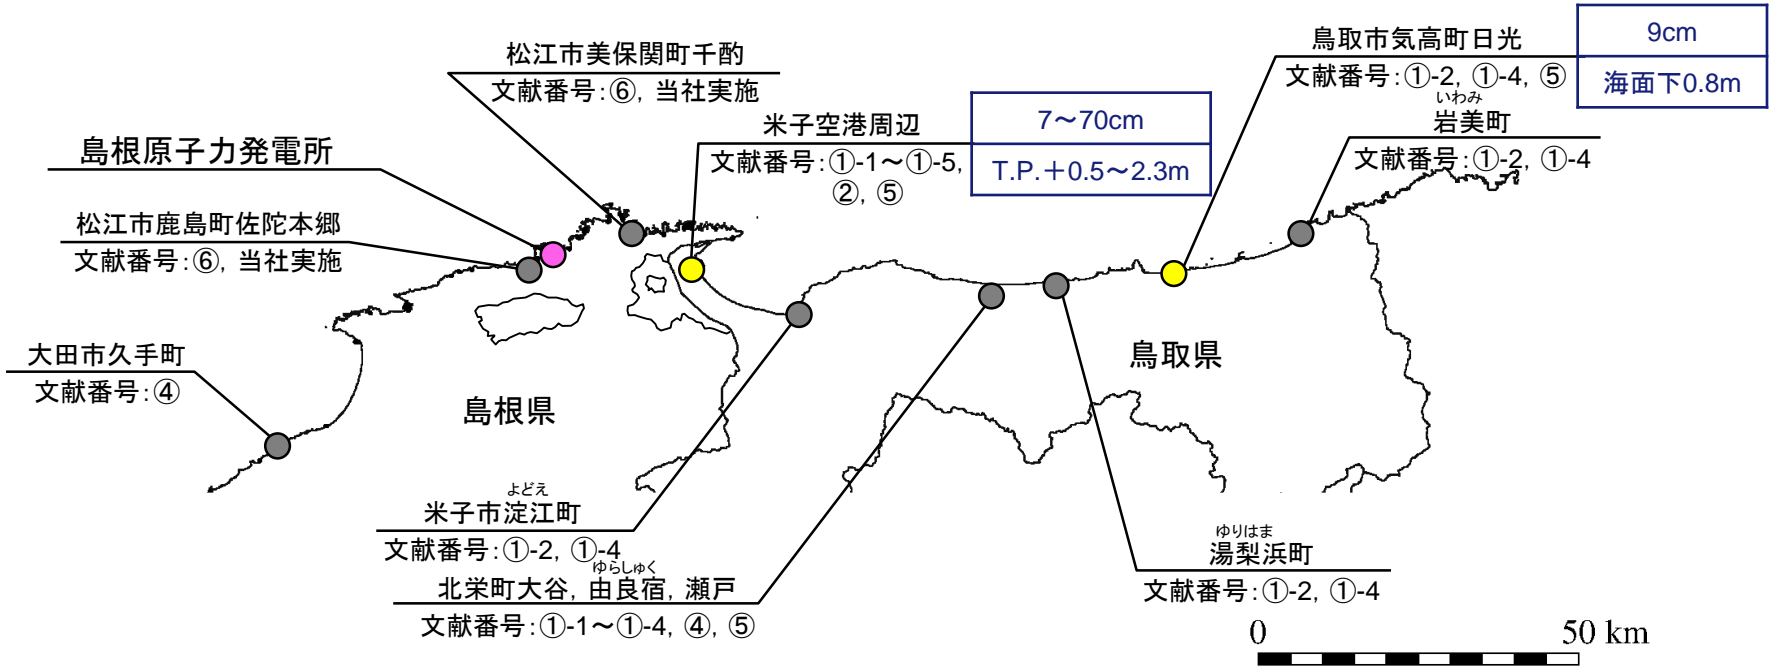 松江市美保関町千酌
文献番号:⑥, 当社実施
鳥取市気高町日光
文献番号:①-2, ①-4, ⑤
9cm
海面下0.8m
米子空港周辺
文献番号:①-1～①-5,
②, ⑤
7～70cm
T.P.+0.5～2.3m
いわみ
岩美町
文献番号:①-2, ①-4
島根原子力発電所
松江市鹿島町佐陀本郷
文献番号:⑥, 当社実施
大田市久手町
文献番号:④
島根県
鳥取県
よどえ
米子市淀江町
文献番号:①-2, ①-4
ゆらしゅく
北栄町大谷, 由良宿, 瀬戸
文献番号:①-1～①-4, ④, ⑤
ゆりはま
湯梨浜町
文献番号:①-2, ①-4
0 50 km